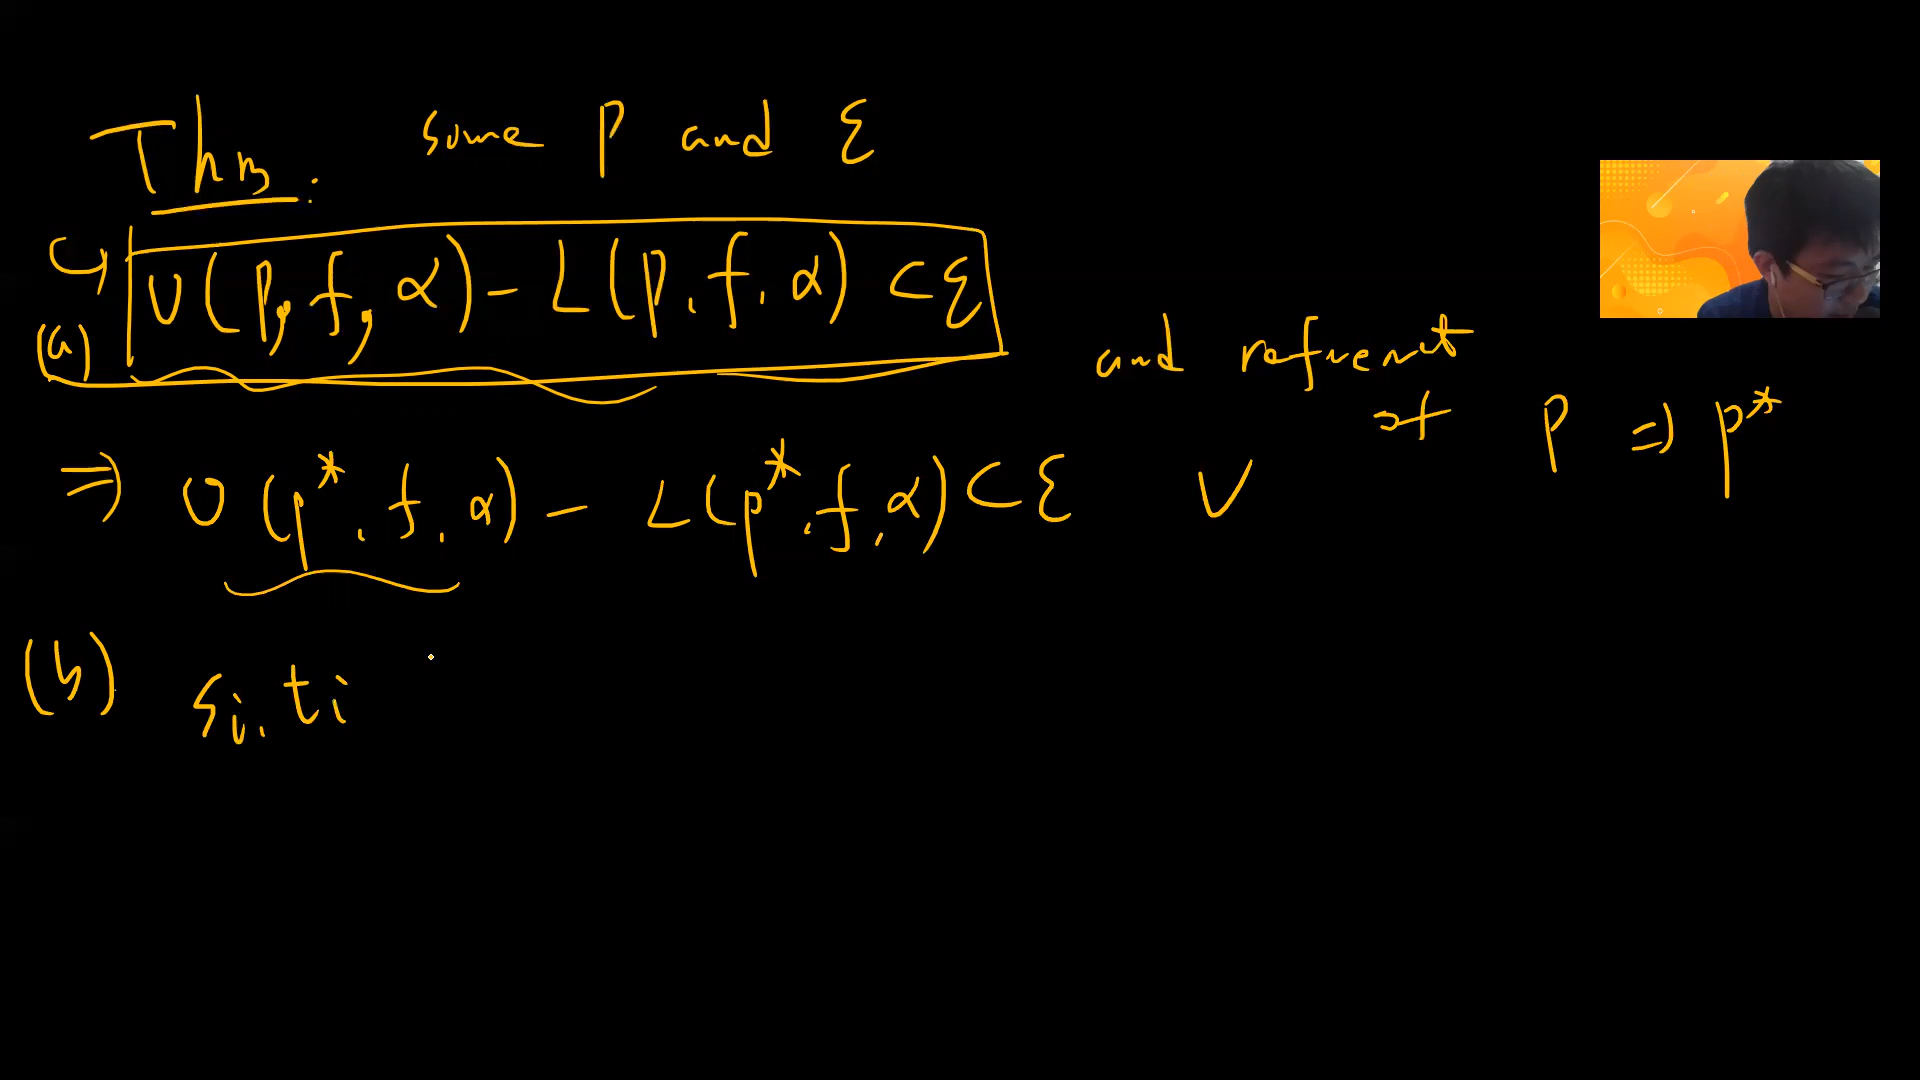 Thm: some P and ε
(a) U(P, f, α) - L(P, f, α) < ε
and refinement
of P ⇒ P*
⇒ U(P*, f, α) - L(P*, f, α) < ε ✓
(b) si, ti